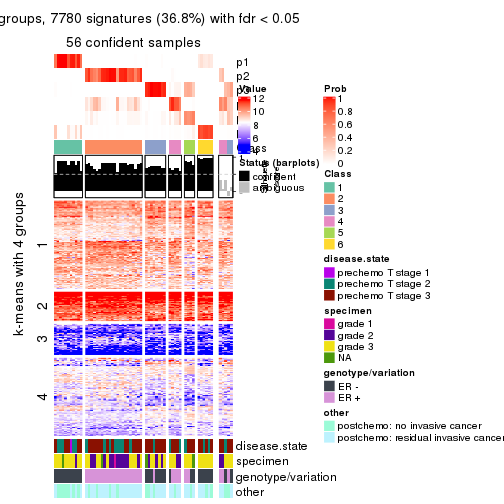 groups, 7780 signatures (36.8%) with fdr < 0.05
56 confident samples
p1
p2
Value
12
10
8
6
Prob
1
0.8
0.6
0.4
0.2
0
Status (barplots)
confident
ambiguous
Class
1
2
3
4
5
6
k-means with 4 groups
1
2
3
4
disease.state
prechemo T stage 1
prechemo T stage 2
prechemo T stage 3
specimen
grade 1
grade 2
grade 3
NA
genotype/variation
ER -
ER +
other
postchemo: no invasive cancer
postchemo: residual invasive cancer
disease.state
specimen
genotype/variation
other